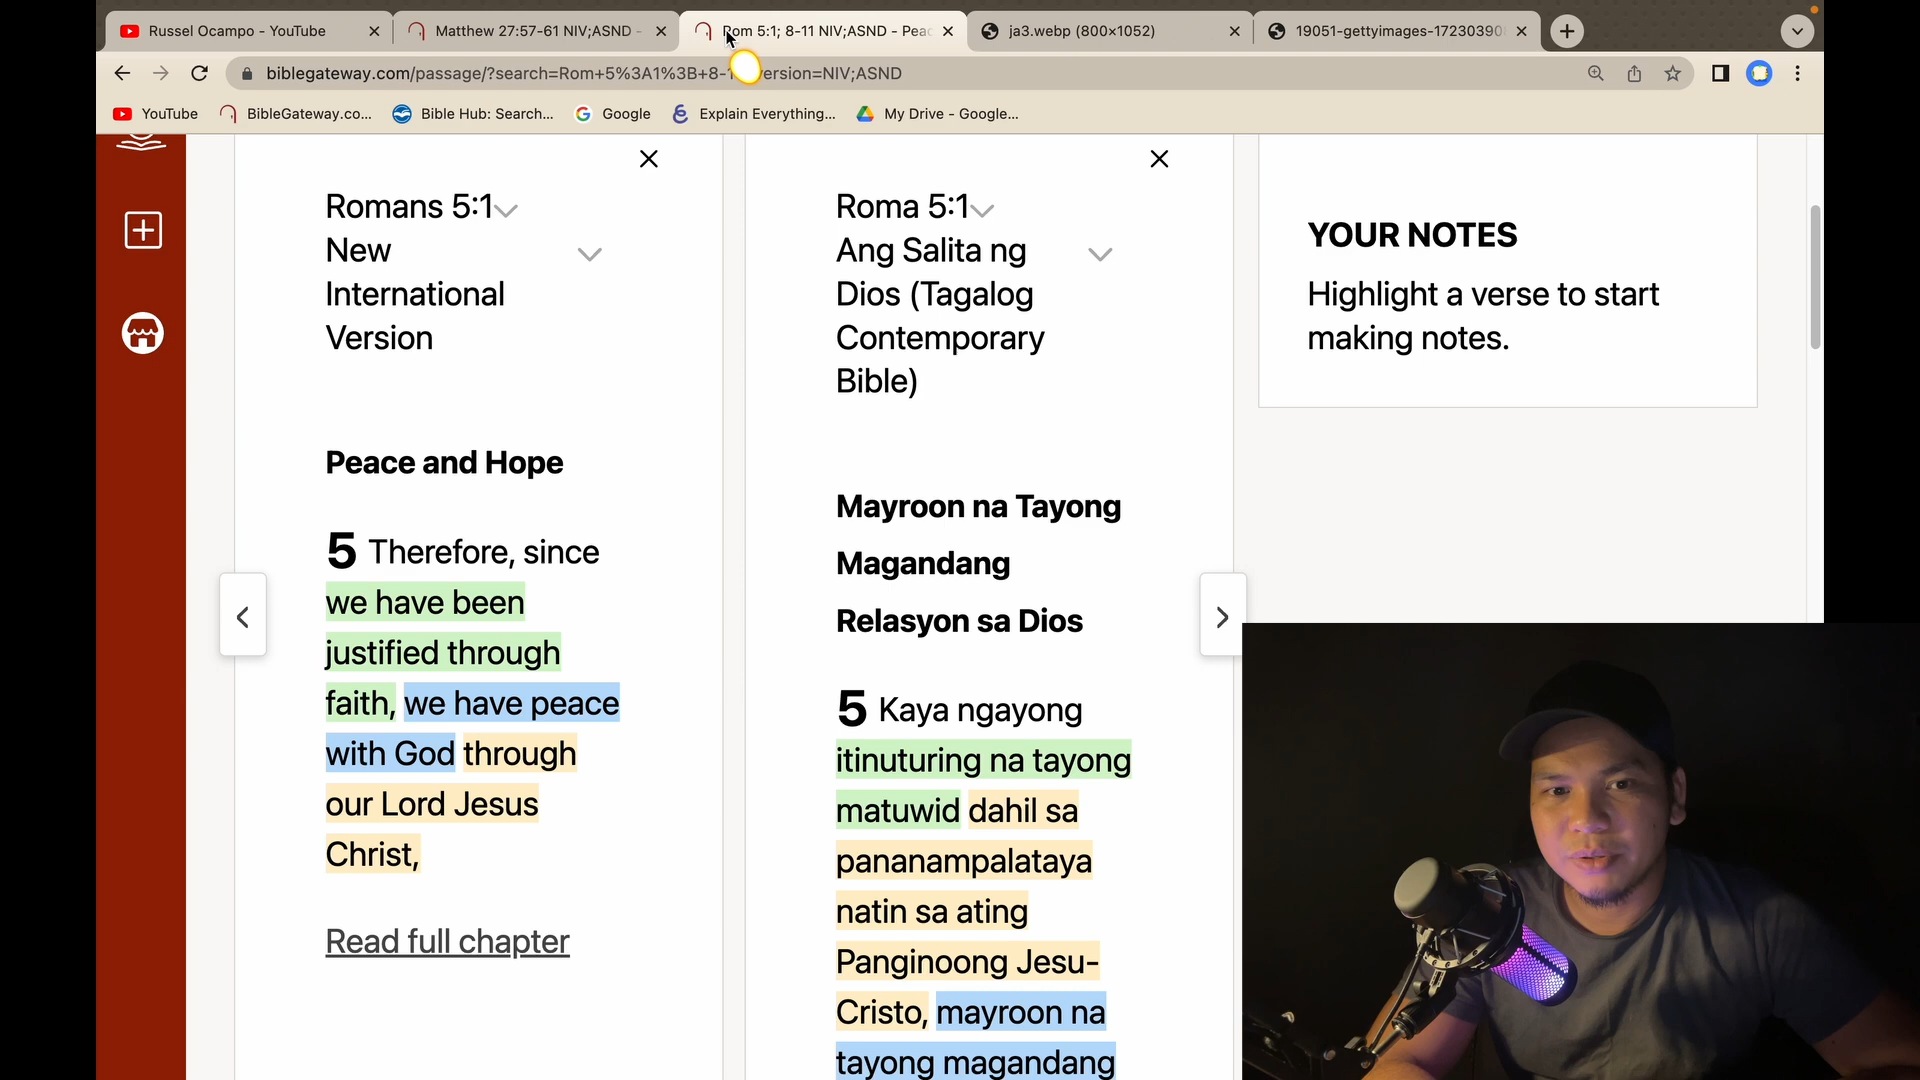 Russel Ocampo - YouTube
Matthew 27:57-61 NIV;ASND -
Rom 5:1; 8-11 NIV;ASND - Peac
ja3.webp (800×1052)
19051-gettyimages-17230390
biblegateway.com/passage/?search=Rom+5%3A1%3B+8-1 ersion=NIV;ASND
YouTube
BibleGateway.co...
Bible Hub: Search...
Google
Explain Everything...
My Drive - Google...
Romans 5:1
New
International
Version
Peace and Hope
5 Therefore, since
we have been
justified through
faith, we have peace
with God through
our Lord Jesus
Christ,
Read full chapter
Roma 5:1
Ang Salita ng
Dios (Tagalog
Contemporary
Bible)
Mayroon na Tayong
Magandang
Relasyon sa Dios
5 Kaya ngayong
itinuturing na tayong
matuwid dahil sa
pananampalataya
natin sa ating
Panginoong Jesu-
Cristo, mayroon na
tayong magandang
YOUR NOTES
Highlight a verse to start
making notes.